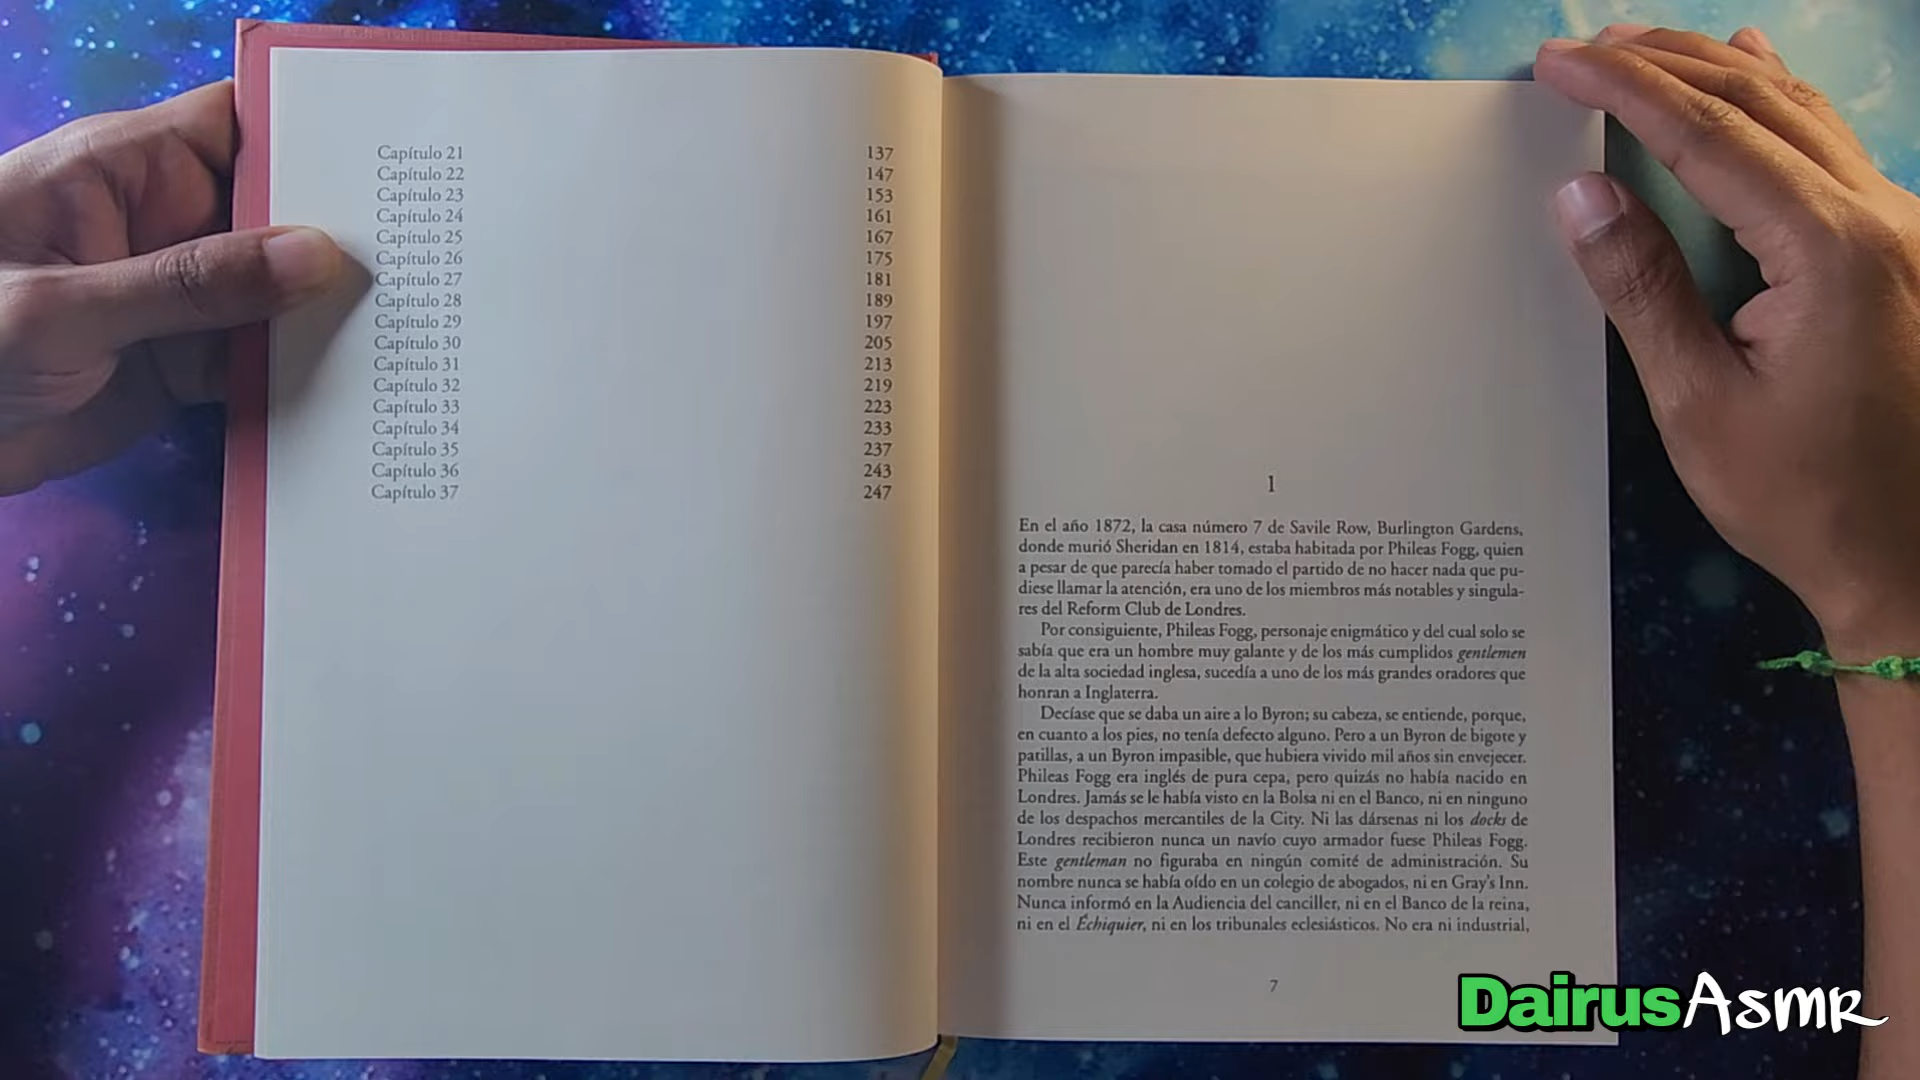 Capítulo 21 137
Capítulo 22 147
Capítulo 23 153
Capítulo 24 161
Capítulo 25 167
Capítulo 26 175
Capítulo 27 181
Capítulo 28 189
Capítulo 29 197
Capítulo 30 205
Capítulo 31 213
Capítulo 32 219
Capítulo 33 223
Capítulo 34 233
Capítulo 35 237
Capítulo 36 243
Capítulo 37 247
1
En el año 1872, la casa número 7 de Savile Row, Burlington Gardens,
donde murió Sheridan en 1814, estaba habitada por Phileas Fogg, quien
a pesar de que parecía haber tomado el partido de no hacer nada que pu-
diese llamar la atención, era uno de los miembros más notables y singula-
res del Reform Club de Londres.
Por consiguiente, Phileas Fogg, personaje enigmático y del cual solo se
sabía que era un hombre muy galante y de los más cumplidos gentlemen
de la alta sociedad inglesa, sucedía a uno de los más grandes oradores que
honran a Inglaterra.
Decíase que se daba un aire a lo Byron; su cabeza, se entiende, porque,
en cuanto a los pies, no tenía defecto alguno. Pero a un Byron de bigote y
patillas, a un Byron impasible, que hubiera vivido mil años sin envejecer.
Phileas Fogg era inglés de pura cepa, pero quizás no había nacido en
Londres. Jamás se le había visto en la Bolsa ni en el Banco, ni en ninguno
de los despachos mercantiles de la City. Ni las dársenas ni los docks de
Londres recibieron nunca un navío cuyo armador fuese Phileas Fogg.
Este gentleman no figuraba en ningún comité de administración. Su
nombre nunca se había oído en un colegio de abogados, ni en Gray's Inn.
Nunca informó en la Audiencia del canciller, ni en el Banco de la reina,
ni en el Échiquier, ni en los tribunales eclesiásticos. No era ni industrial,
7
DairusAsmr